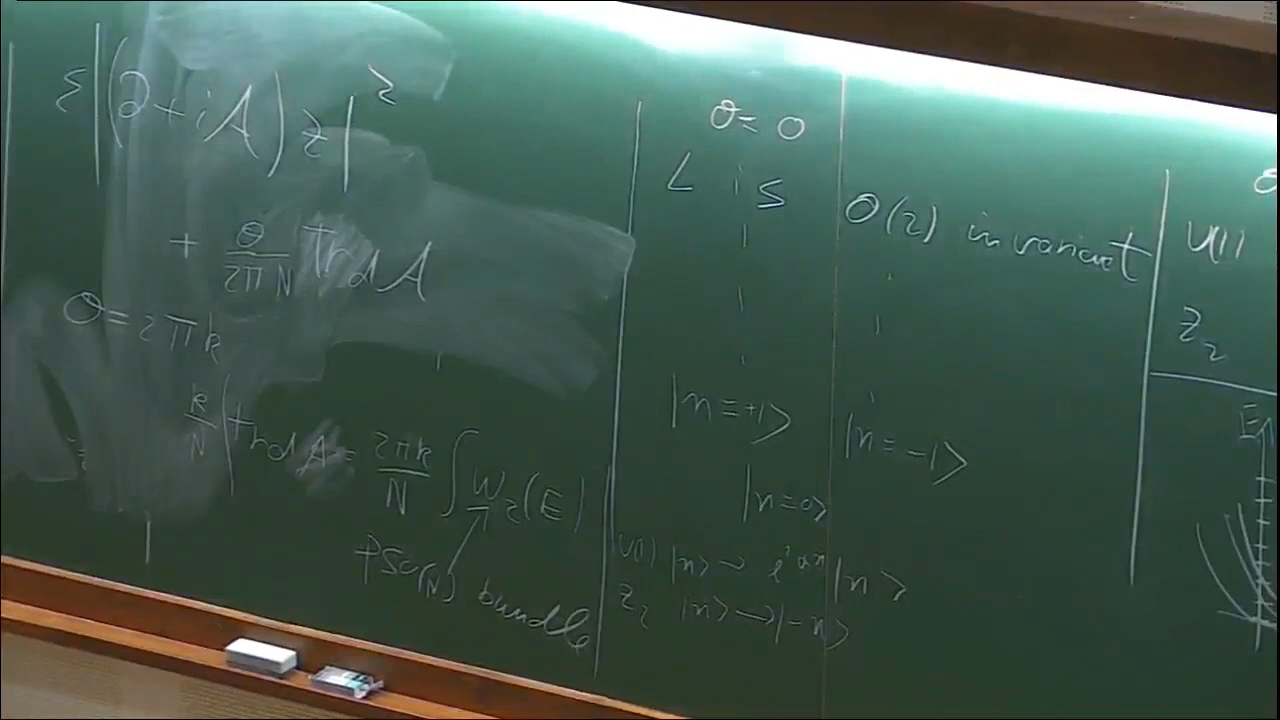 Σ|(∂+iA)z|²
+ θ/2πN tr dA
θ=2πk
k/N ∫ tr dA = 2πk/N ∫ w₂(E)
PSU(N) bundle
θ=0
L is O(2) invariant
|n=+1> |n=-1>
|n=0>
U(1) |n> → e^{iαn} |n>
Z₂ |n> → |-n>
U(1)
Z₂
E